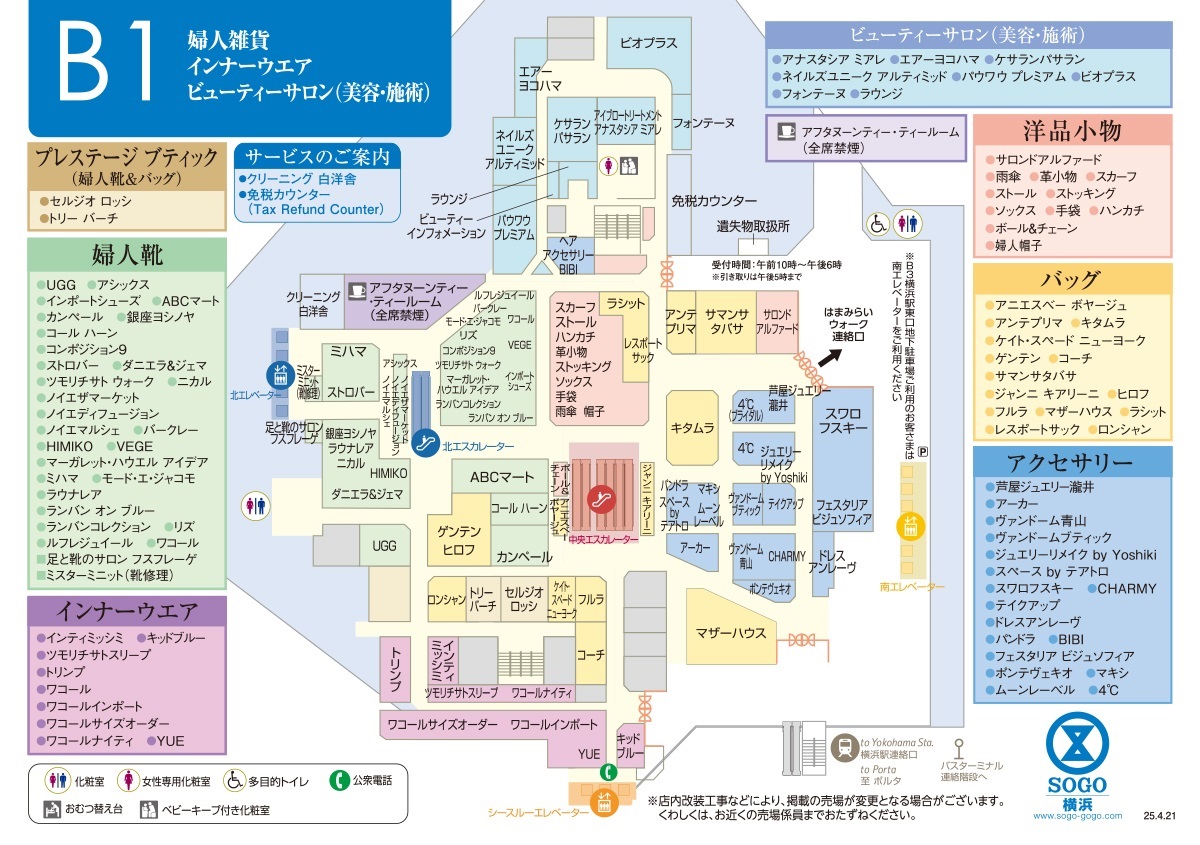 B1
婦人雑貨
インナーウエア
ビューティーサロン(美容・施術)
プレステージ ブティック
(婦人靴&バッグ)
●セルジオ ロッシ
●トリー バーチ
サービスのご案内
●クリーニング 白洋舎
●免税カウンター
(Tax Refund Counter)
婦人靴
●UGG ●アシックス
●インポートシューズ ●ABCマート
●カンペール ●銀座ヨシノヤ
●コール ハーン
●コンポジション9
●ストロバー ●ダニエラ&ジェマ
●ツモリチサト ウォーク ●ニカル
●ノイエザマーケット
●ノイエディフュージョン
●ノイエマルシェ ●バークレー
●HIMIKO ●VEGE
●マーガレット・ハウエル アイデア
●ミハマ ●モード・エ・ジャコモ
●ラウナレア
●ランバン オン ブルー
●ランバンコレクション ●リズ
●ルフレジュイール ●ワコール
■足と靴のサロン フスフレーゲ
■ミスターミニット(靴修理)
インナーウエア
●インティミッシミ ●キッドブルー
●ツモリチサトスリープ
●トリンプ
●ワコール
●ワコールインポート
●ワコールサイズオーダー
●ワコールナイティ ●YUE
化粧室
女性専用化粧室
多目的トイレ
公衆電話
おむつ替え台
ベビーキープ付き化粧室
ビオプラス
エアー
ヨコハマ
ケサラン
パサラン
アイブロートリートメント
アナスタシア ミアレ
フォンテーヌ
ネイルズ
ユニーク
アルティミッド
ラウンジ
ビューティー
インフォメーション
パウワウ
プレミアム
ヘア
アクセサリー
BIBI
免税カウンター
遺失物取扱所
受付時間:午前10時〜午後6時
※引き取りは午後5時まで
クリーニング
白洋舎
アフタヌーンティー
・ティールーム
(全席禁煙)
北エレベーター
ミスター
ミニット
(靴修理)
ミハマ
ストロバー
アシックス
ノイエマルシェ
ノイエディフュージョン
ノイエザマーケット
北エスカレーター
足と靴のサロン
フスフレーゲ
銀座ヨシノヤ
ラウナレア
ニカル
HIMIKO
ダニエラ&ジェマ
ルフレジュイール
バークレー
モード・エ・ジャコモ
ワコール
リズ
コンポジション9
VEGE
ツモリチサト ウォーク
マーガレット・
ハウエル アイデア
インポート
シューズ
ランバンコレクション
ランバン オン ブルー
スカーフ
ストール
ハンカチ
革小物
ストッキング
ソックス
手袋
雨傘 帽子
ラシット
レスポート
サック
アンテ
プリマ
サマンサ
タバサ
サロンド
アルファード
はまみらい
ウォーク
連絡口
キタムラ
4℃
(ブライダル)
芦屋ジュエリー
瀧井
4℃
ジュエリー
リメイク
by Yoshiki
スワロ
フスキー
パンドラ
スペース
by
テアトロ
マキシ
ムーン
レーベル
ヴァンドーム
ブティック
テイクアップ
フェスタリア
ビジュソフィア
アーカー
ヴァンドーム
青山
CHARMY
ポンテヴェキオ
ドレス
アンレーヴ
ABCマート
コール ハーン
ゲンテン
ヒロフ
カンペール
ボール&
チェーン
アニエスベー
ボヤージュ
中央エスカレーター
ジャンニ キアリーニ
UGG
ロンシャン
トリー
バーチ
セルジオ
ロッシ
ケイト・
スペード
ニューヨーク
フルラ
コーチ
マザーハウス
トリンプ
インティ
ミッシミ
ツモリチサトスリープ
ワコールナイティ
ワコールサイズオーダー
ワコールインポート
YUE
キッド
ブルー
シースルーエレベーター
南エレベーター
※B3横浜駅東口地下駐車場ご利用のお客さまは
南エレベーターをご利用ください
P
to Yokohama Sta.
横浜駅連絡口
to Porta
至 ポルタ
バスターミナル
連絡階段へ
※店内改装工事などにより、掲載の売場が変更となる場合がございます。
くわしくは、お近くの売場係員までおたずねください。
ビューティーサロン(美容・施術)
●アナスタシア ミアレ ●エアーヨコハマ ●ケサランパサラン
●ネイルズユニーク アルティミッド ●パウワウ プレミアム ●ビオプラス
●フォンテーヌ ●ラウンジ
アフタヌーンティー・ティールーム
(全席禁煙)
洋品小物
●サロンドアルファード
●雨傘 ●革小物 ●スカーフ
●ストール ●ストッキング
●ソックス ●手袋 ●ハンカチ
●ボール&チェーン
●婦人帽子
バッグ
●アニエスベー ボヤージュ
●アンテプリマ ●キタムラ
●ケイト・スペード ニューヨーク
●ゲンテン ●コーチ
●サマンサタバサ
●ジャンニ キアリーニ ●ヒロフ
●フルラ ●マザーハウス ●ラシット
●レスポートサック ●ロンシャン
アクセサリー
●芦屋ジュエリー瀧井
●アーカー
●ヴァンドーム青山
●ヴァンドームブティック
●ジュエリーリメイク by Yoshiki
●スペース by テアトロ
●スワロフスキー ●CHARMY
●テイクアップ
●ドレスアンレーヴ
●パンドラ ●BIBI
●フェスタリア ビジュソフィア
●ポンテヴェキオ ●マキシ
●ムーンレーベル ●4℃
SOGO
横浜
www.sogo-gogo.com
25.4.21